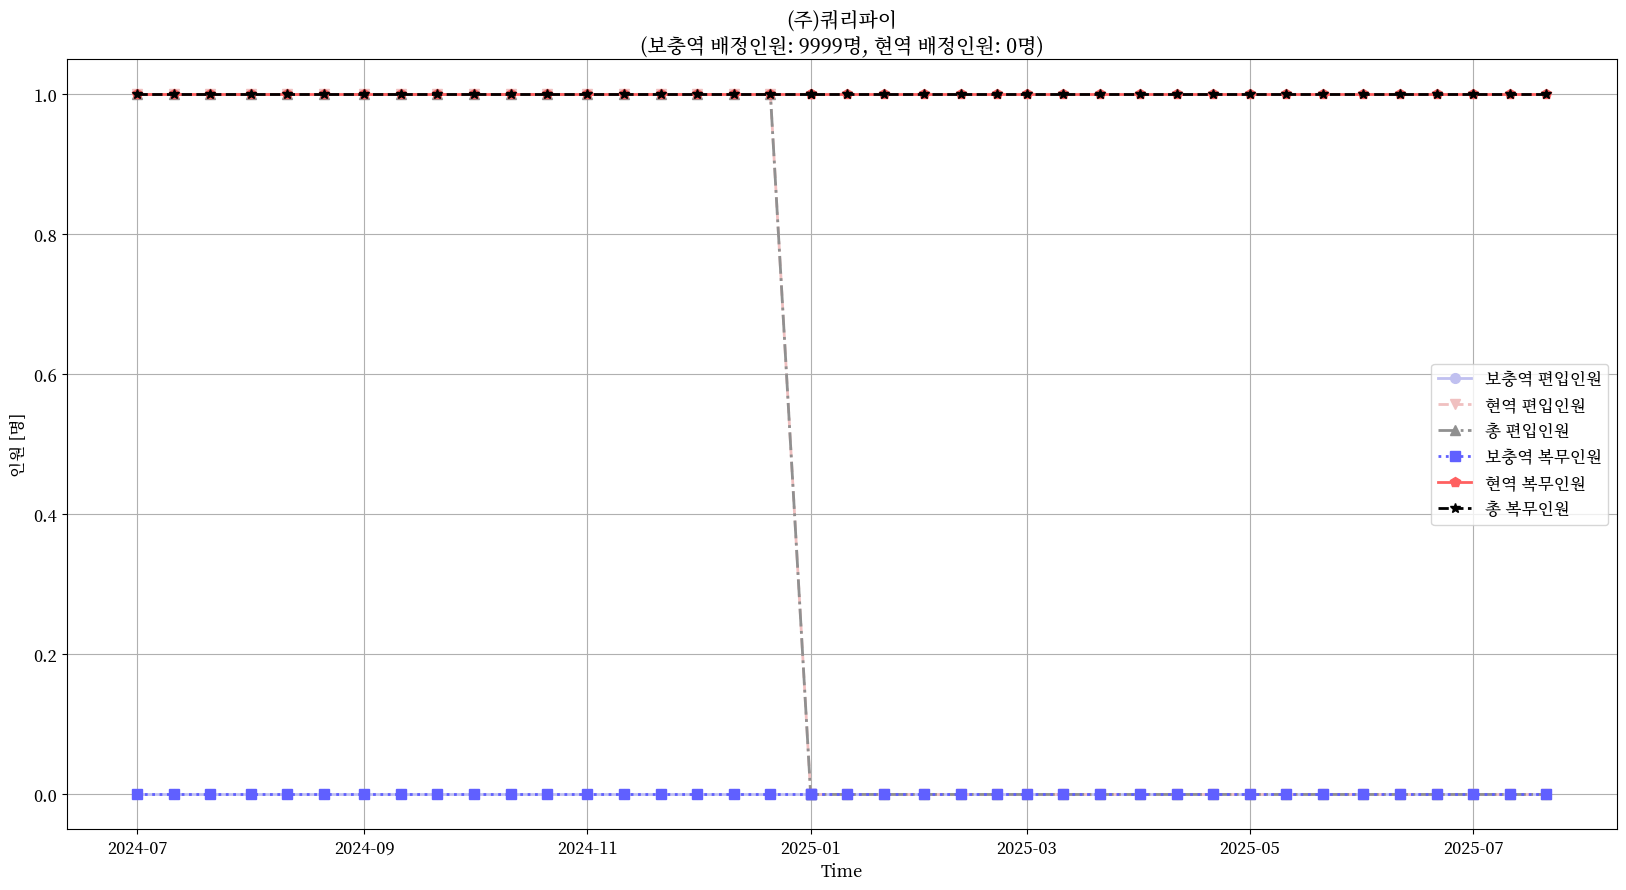 (주)쿼리파이
(보충역 배정인원: 9999명, 현역 배정인원: 0명)
인원 [명]
1.0
0.8
0.6
0.4
0.2
0.0
보충역 편입인원
현역 편입인원
총 편입인원
보충역 복무인원
현역 복무인원
총 복무인원
2024-07
2024-09
2024-11
2025-01
2025-03
2025-05
2025-07
Time